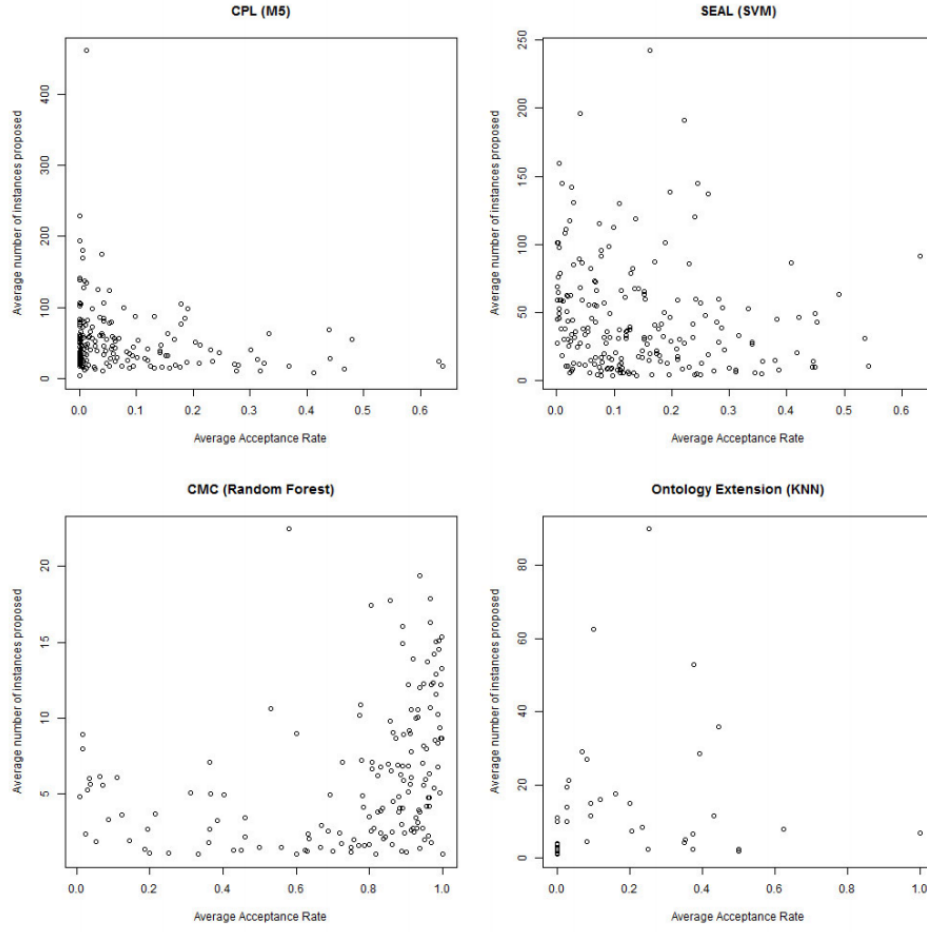 CPL (M5)
Average number of instances proposed
0 100 200 300 400
0.0 0.1 0.2 0.3 0.4 0.5 0.6
Average Acceptance Rate
SEAL (SVM)
Average number of instances proposed
0 50 100 150 200 250
0.0 0.1 0.2 0.3 0.4 0.5 0.6
Average Acceptance Rate
CMC (Random Forest)
Average number of instances proposed
5 10 15 20
0.0 0.2 0.4 0.6 0.8 1.0
Average Acceptance Rate
Ontology Extension (KNN)
Average number of instances proposed
0 20 40 60 80
0.0 0.2 0.4 0.6 0.8 1.0
Average Acceptance Rate